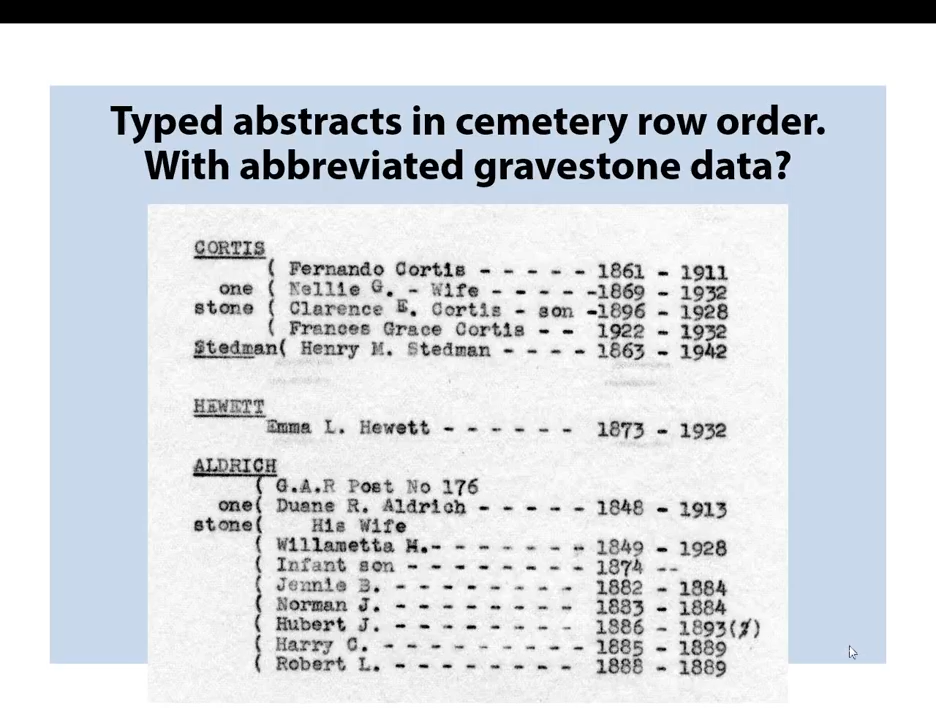 Typed abstracts in cemetery row order.
With abbreviated gravestone data?
CORTIS
( Fernando Cortis - - - - - 1861 - 1911
one ( Nellie G. - Wife - - - - -1869 - 1932
stone ( Clarence E. Cortis - son -1896 - 1928
( Frances Grace Cortis - - 1922 - 1932
Stedman( Henry M. Stedman - - - - 1863 - 1942
HEWETT
Emma L. Hewett - - - - - - 1873 - 1932
ALDRICH
( G.A.R Post No 176
one( Duane R. Aldrich - - - - - 1848 - 1913
stone( His Wife
( Willametta M.- - - - - - - - 1849 - 1928
( Infant son - - - - - - - - 1874 --
( Jennie B. - - - - - - - - 1882 - 1884
( Norman J. - - - - - - - - - 1883 - 1884
( Hubert J. - - - - - - - - - 1886 - 1893( )
( Harry C. - - - - - - - - - - 1885 - 1889
( Robert L. - - - - - - - - - 1888 - 1889